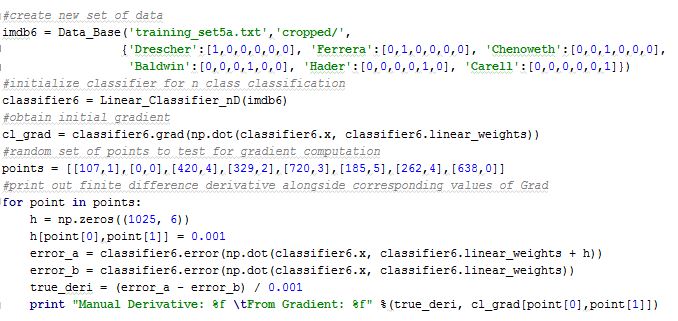 #create new set of data
imdb6 = Data_Base('training_set5a.txt','cropped/',
{'Drescher':[1,0,0,0,0,0], 'Ferrera':[0,1,0,0,0,0], 'Chenoweth':[0,0,1,0,0,0],
'Baldwin':[0,0,0,1,0,0], 'Hader':[0,0,0,0,1,0], 'Carell':[0,0,0,0,0,1]})
#initialize classifier for n class classification
classifier6 = Linear_Classifier_nD(imdb6)
#obtain initial gradient
cl_grad = classifier6.grad(np.dot(classifier6.x, classifier6.linear_weights))
#random set of points to test for gradient computation
points = [[107,1],[0,0],[420,4],[329,2],[720,3],[185,5],[262,4],[638,0]]
#print out finite difference derivative alongside corresponding values of Grad
for point in points:
h = np.zeros((1025, 6))
h[point[0],point[1]] = 0.001
error_a = classifier6.error(np.dot(classifier6.x, classifier6.linear_weights + h))
error_b = classifier6.error(np.dot(classifier6.x, classifier6.linear_weights))
true_deri = (error_a - error_b) / 0.001
print "Manual Derivative: %f \tFrom Gradient: %f" %(true_deri, cl_grad[point[0],point[1]])